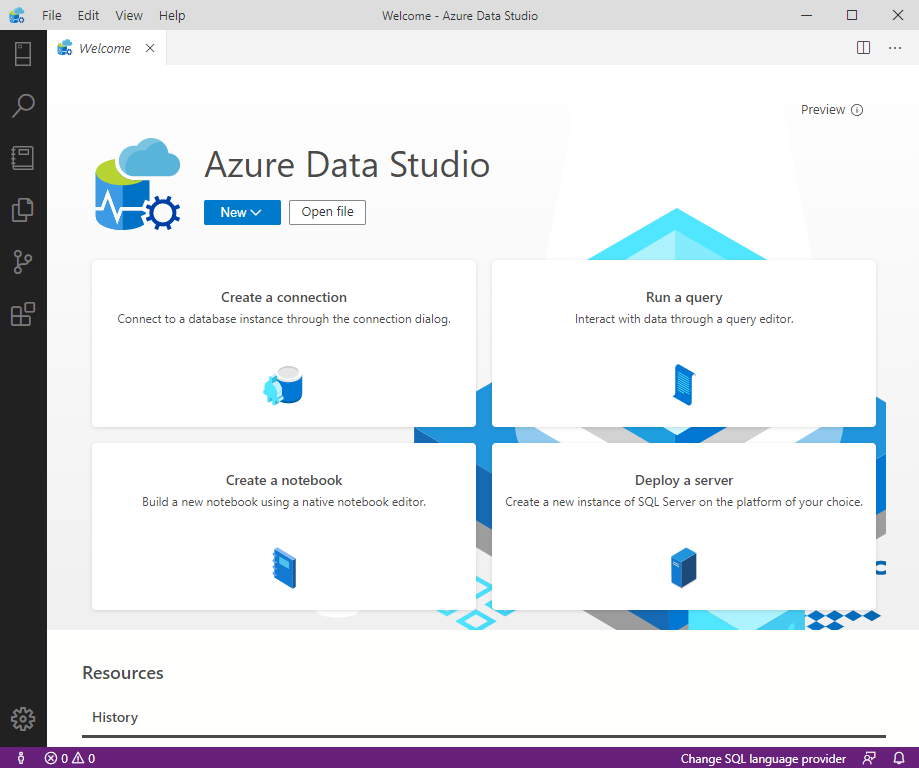 File Edit View Help Welcome - Azure Data Studio
Welcome
Preview
Azure Data Studio
New Open file
Create a connection
Connect to a database instance through the connection dialog.
Run a query
Interact with data through a query editor.
Create a notebook
Build a new notebook using a native notebook editor.
Deploy a server
Create a new instance of SQL Server on the platform of your choice.
Resources
History
0 0 Change SQL language provider